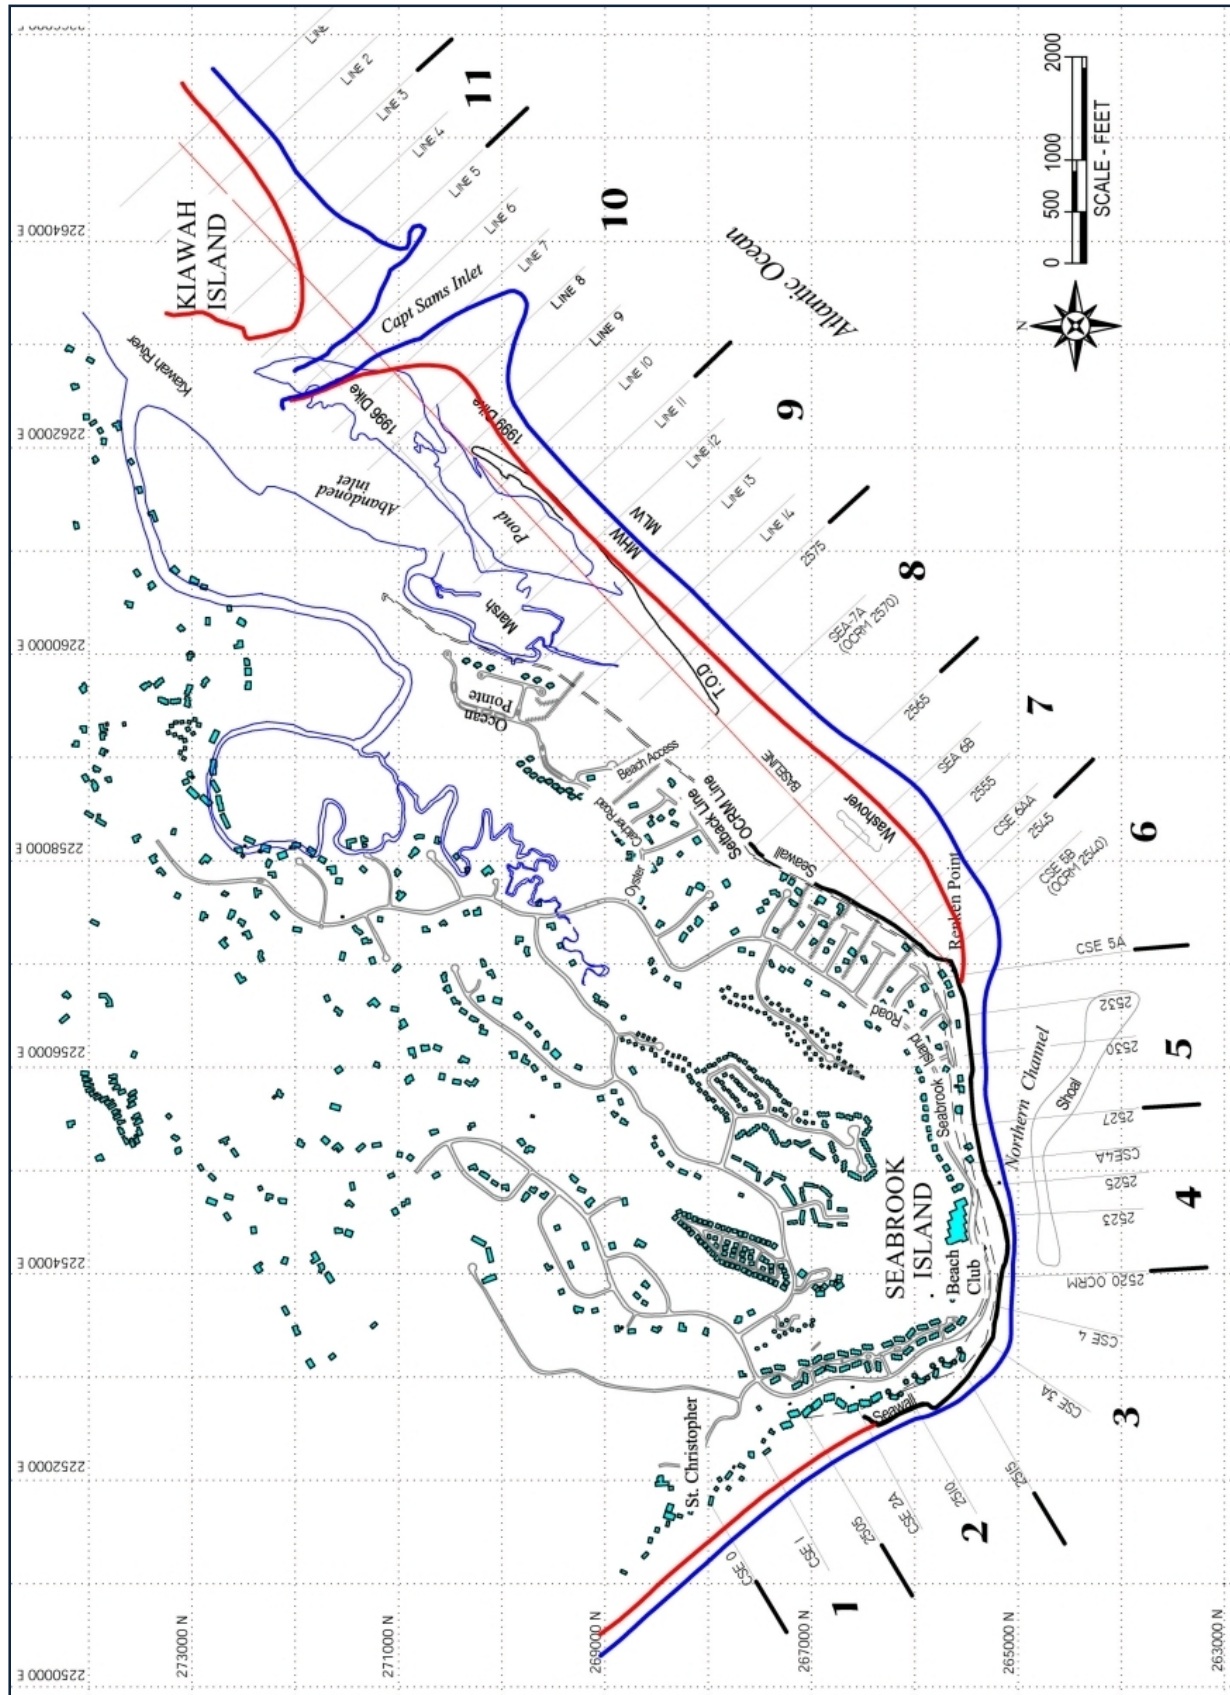 2266000 E
2264000 E
2262000 E
2260000 E
2258000 E
2256000 E
2254000 E
2252000 E
2250000 E
273000 N
271000 N
269000 N
267000 N
265000 N
263000 N
KIAWAH
ISLAND
Kiawah River
Capt Sams Inlet
Atlantic Ocean
LINE
LINE 2
LINE 3
LINE 4
LINE 5
LINE 6
LINE 7
LINE 8
LINE 9
LINE 10
LINE 11
LINE 12
LINE 13
LINE 14
2575
SEA-7A
(OCRM 2570)
2565
SEA 6B
2555
CSE 6AA
2545
CSE 5B
(OCRM 2540)
CSE 5A
2532
2530
2527
CSE4A
2525
2523
2520 OCRM
CSE 4
CSE 3A
2515
2510
CSE 2A
2505
CSE 1
CSE 0
11
10
9
8
7
6
5
4
3
2
1
1996 Dike
1999 Dike
Abandoned
inlet
Pond
Marsh
MHW
MLW
T.O.D
BASELINE
Ocean
Pointe
Beach Access
Oyster
Catcher Road
Setback Line
OCRM Line
Seawall
Washover
Renken Point
Seabrook
Island
Road
Northern Channel
Shoal
SEABROOK
ISLAND
Beach
Club
Seawall
St. Christopher
N
0
500
1000
2000
SCALE - FEET